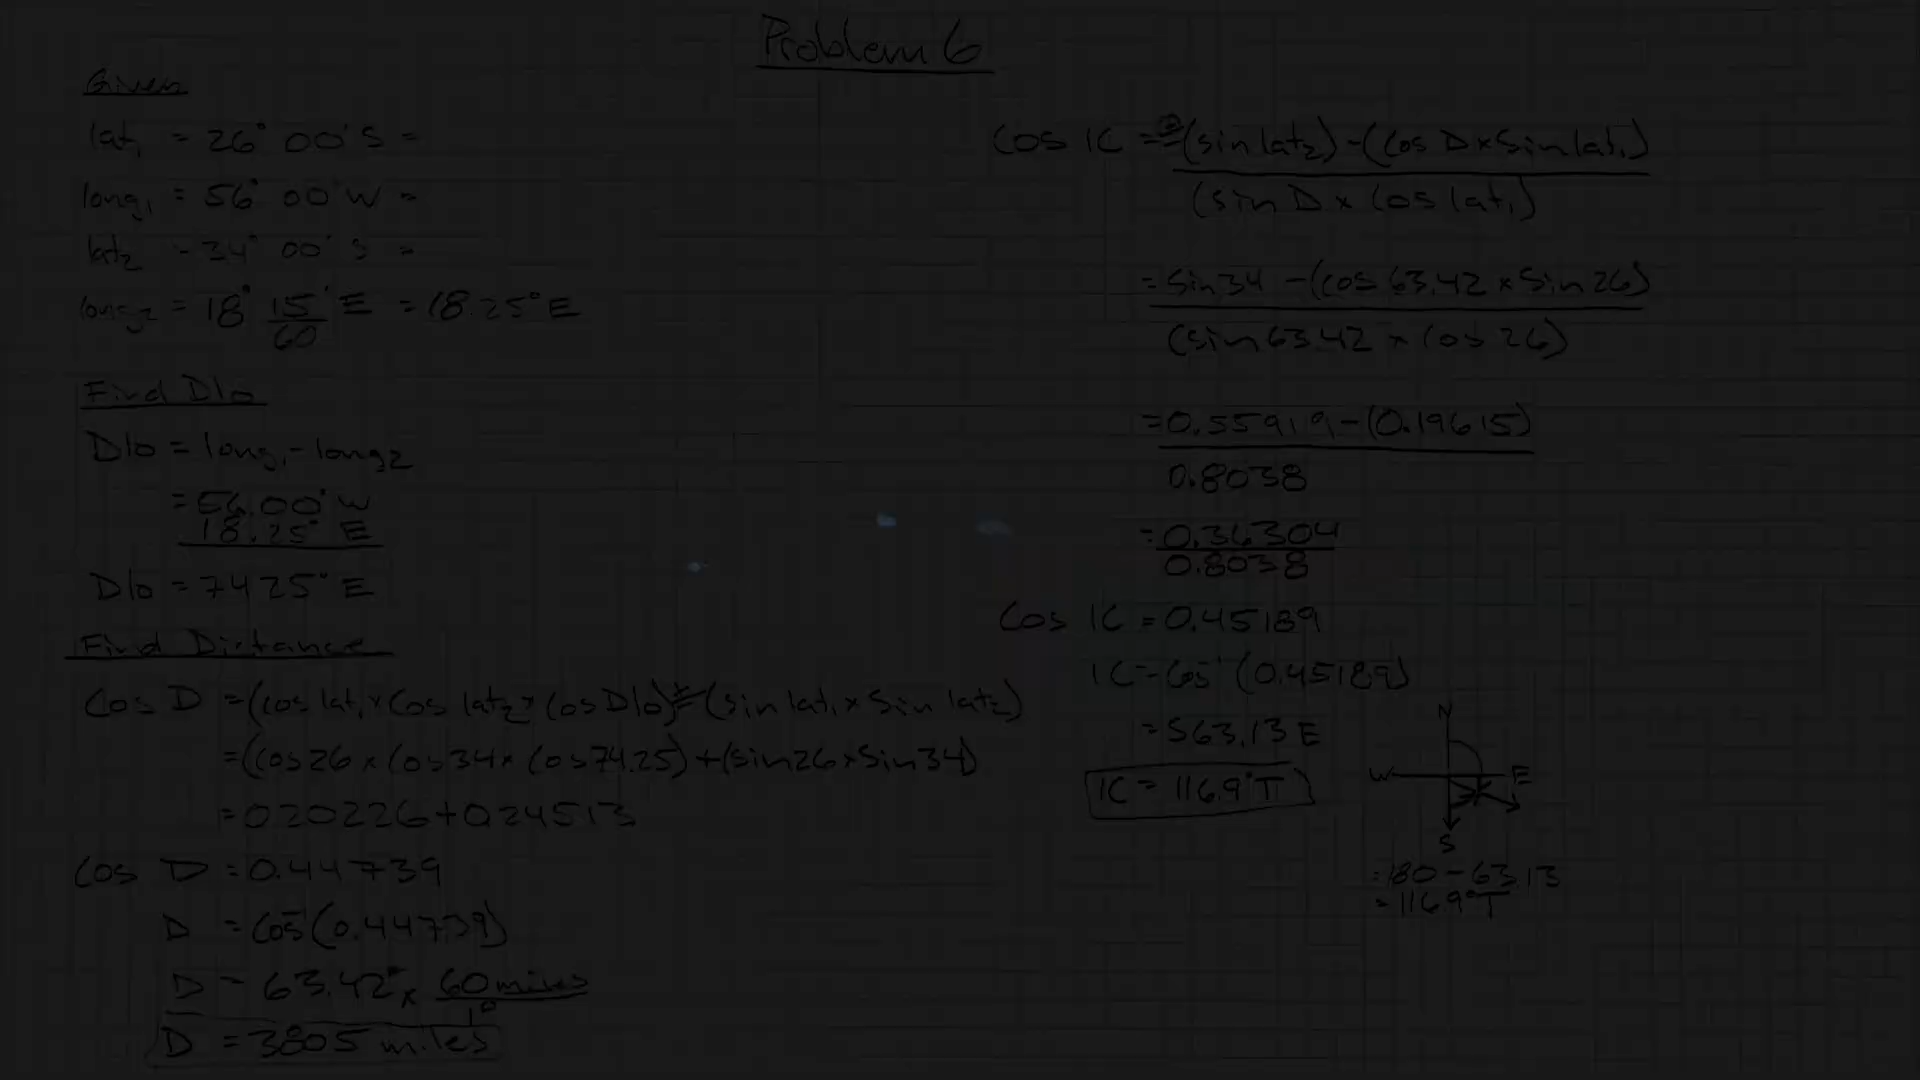 Problem 6
Given
lat₁ = 26° 00' S =
long₁ = 56° 00' W =
lat₂ = 34° 00' S =
long₂ = 18° 15/60' E = 18.25° E
Find Dlo
Dlo = long₁ - long₂
= 56.00° W
18.25° E
Dlo = 74.25° E
Find Distance
Cos D = (cos lat₁ x Cos lat₂ x Cos Dlo) ± (sin lat₁ x Sin lat₂)
= (cos 26 x Cos 34 x Cos 74.25) + (sin 26 x Sin 34)
= 0.20226 + 0.24513
Cos D = 0.44739
D = Cos⁻¹(0.44739)
D = 63.42° x 60 miles / 1°
D = 3805 miles
Cos IC = (sin lat₂) - (Cos D x Sin lat₁)
(sin D x Cos lat₁)
= Sin 34 - (cos 63.42 x Sin 26)
(sin 63.42 x Cos 26)
= 0.55919 - (0.19615)
0.8038
= 0.36304
0.8038
Cos IC = 0.45189
IC = Cos⁻¹(0.45189)
= S63.13 E
IC = 116.9° T
N
W E
S
= 180 - 63.13
= 116.9° T